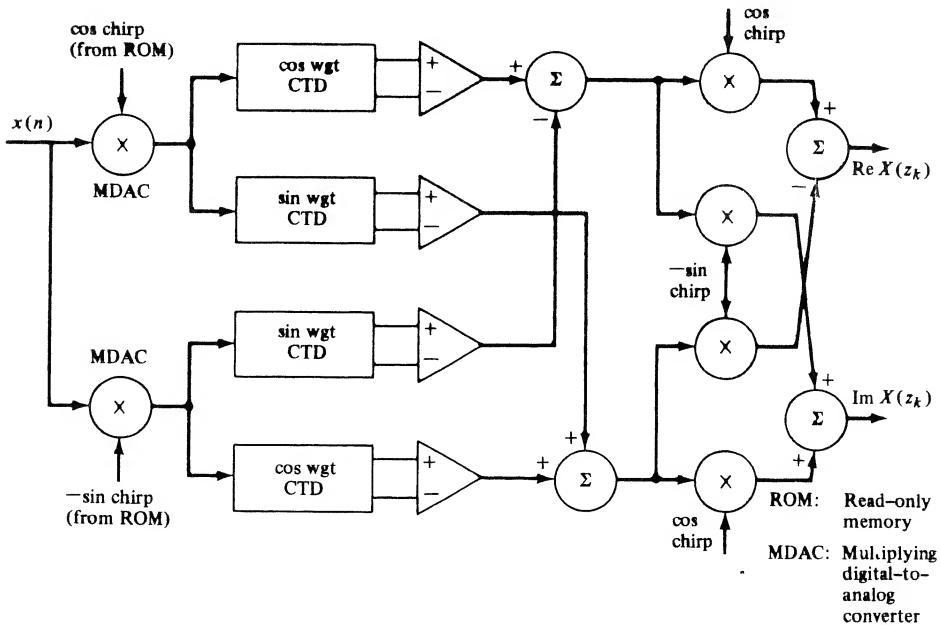 cos chirp
(from ROM)
x(n)
×
MDAC
cos wgt
CTD
+
−
sin wgt
CTD
+
−
+
Σ
−
cos
chirp
×
+
Σ
−
Re X(z_k)
×
−sin
chirp
×
MDAC
×
−sin chirp
(from ROM)
sin wgt
CTD
+
−
cos wgt
CTD
+
−
+
+
Σ
+
Σ
+
Im X(z_k)
×
cos
chirp
ROM: Read-only
memory
MDAC: Multiplying
digital-to-
analog
converter